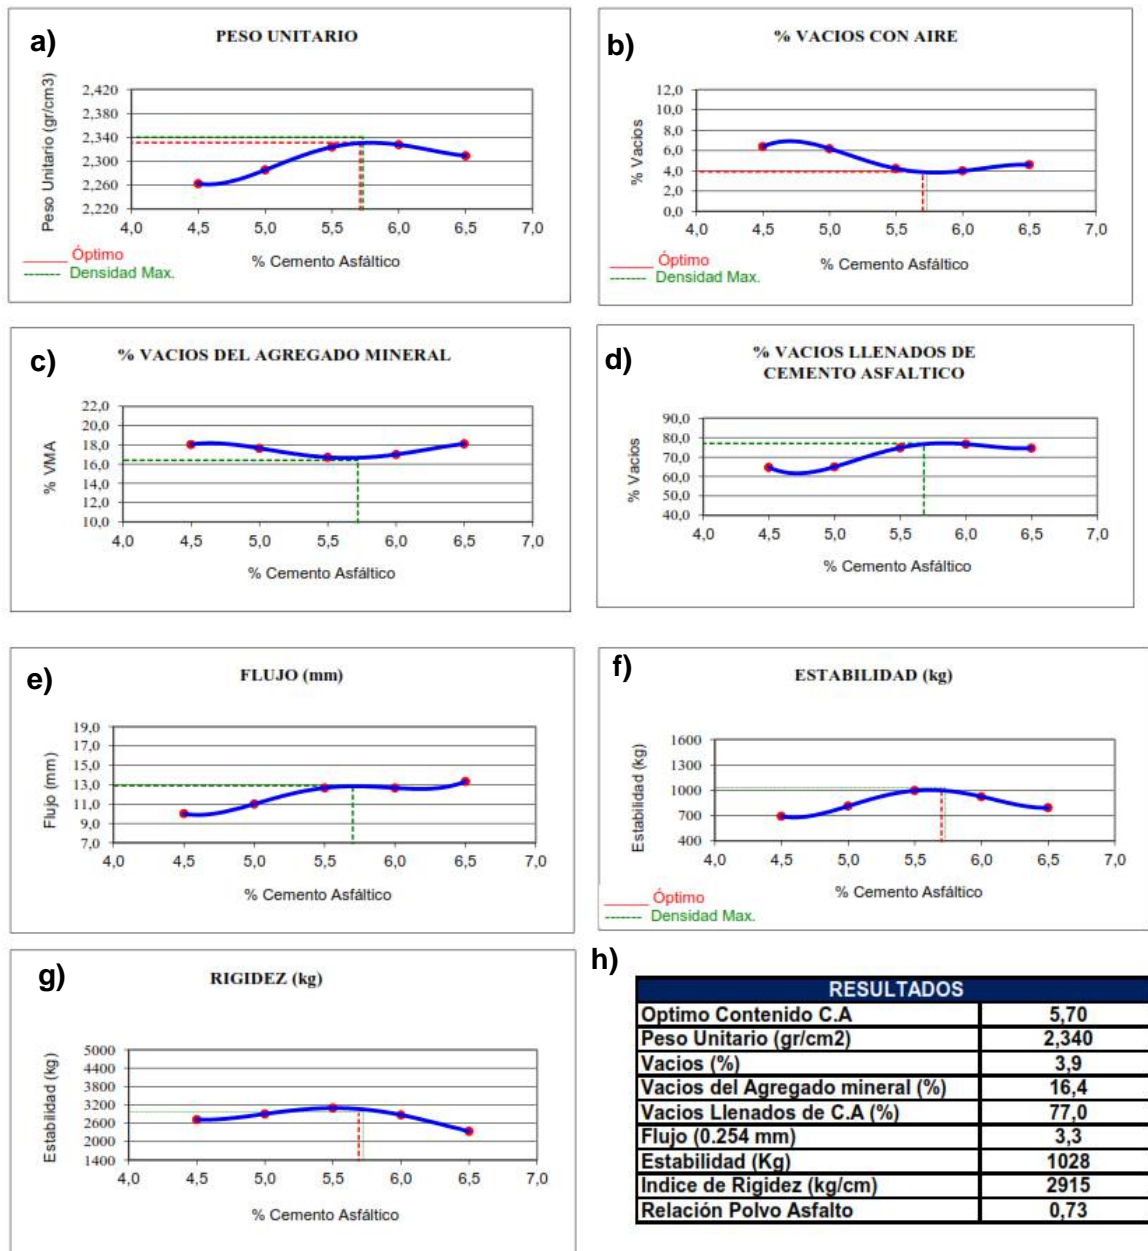 a)
PESO UNITARIO
Peso Unitario (gr/cm3)
2,420
2,380
2,340
2,300
2,260
2,220
4,0 4,5 5,0 5,5 6,0 6,5 7,0
% Cemento Asfáltico
Óptimo
Densidad Max.
b)
% VACIOS CON AIRE
% Vacios
12,0
10,0
8,0
6,0
4,0
2,0
0,0
4,0 4,5 5,0 5,5 6,0 6,5 7,0
% Cemento Asfáltico
Óptimo
Densidad Max.
c)
% VACIOS DEL AGREGADO MINERAL
% VMA
22,0
20,0
18,0
16,0
14,0
12,0
10,0
4,0 4,5 5,0 5,5 6,0 6,5 7,0
% Cemento Asfáltico
d)
% VACIOS LLENADOS DE
CEMENTO ASFALTICO
% Vacios
90,0
80,0
70,0
60,0
50,0
40,0
4,0 4,5 5,0 5,5 6,0 6,5 7,0
% Cemento Asfáltico
e)
FLUJO (mm)
Flujo (mm)
19,0
17,0
15,0
13,0
11,0
9,0
7,0
4,0 4,5 5,0 5,5 6,0 6,5 7,0
% Cemento Asfáltico
f)
ESTABILIDAD (kg)
Estabilidad (kg)
1600
1300
1000
700
400
4,0 4,5 5,0 5,5 6,0 6,5 7,0
% Cemento Asfáltico
Óptimo
Densidad Max.
g)
RIGIDEZ (kg)
Estabilidad (kg)
5000
4400
3800
3200
2600
2000
1400
4,0 4,5 5,0 5,5 6,0 6,5 7,0
% Cemento Asfáltico
h)
RESULTADOS
Optimo Contenido C.A 5,70
Peso Unitario (gr/cm2) 2,340
Vacios (%) 3,9
Vacios del Agregado mineral (%) 16,4
Vacios Llenados de C.A (%) 77,0
Flujo (0.254 mm) 3,3
Estabilidad (Kg) 1028
Indice de Rigidez (kg/cm) 2915
Relación Polvo Asfalto 0,73